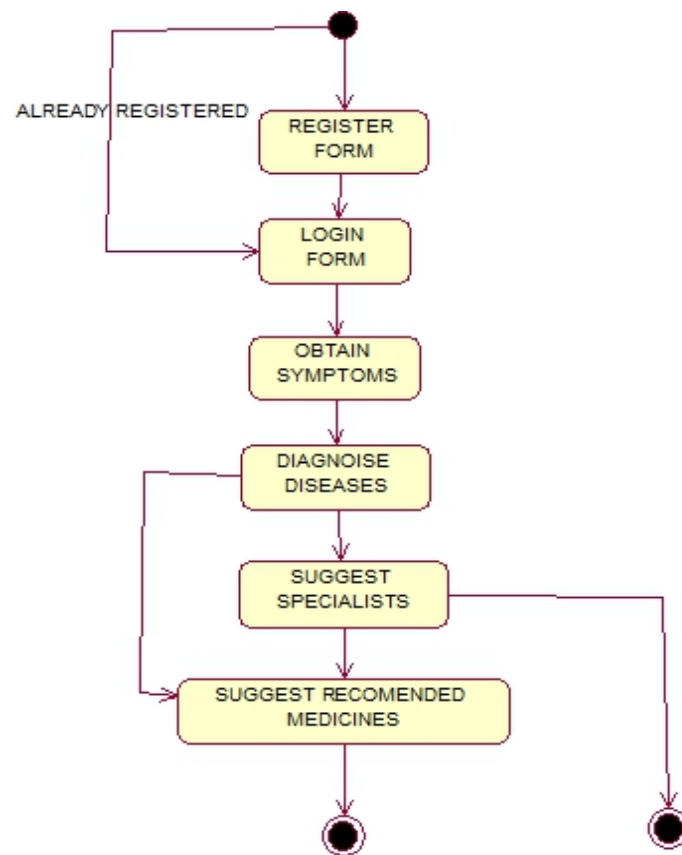 ALREADY REGISTERED
REGISTER
FORM
LOGIN
FORM
OBTAIN
SYMPTOMS
DIAGNOISE
DISEASES
SUGGEST
SPECIALISTS
SUGGEST RECOMENDED
MEDICINES